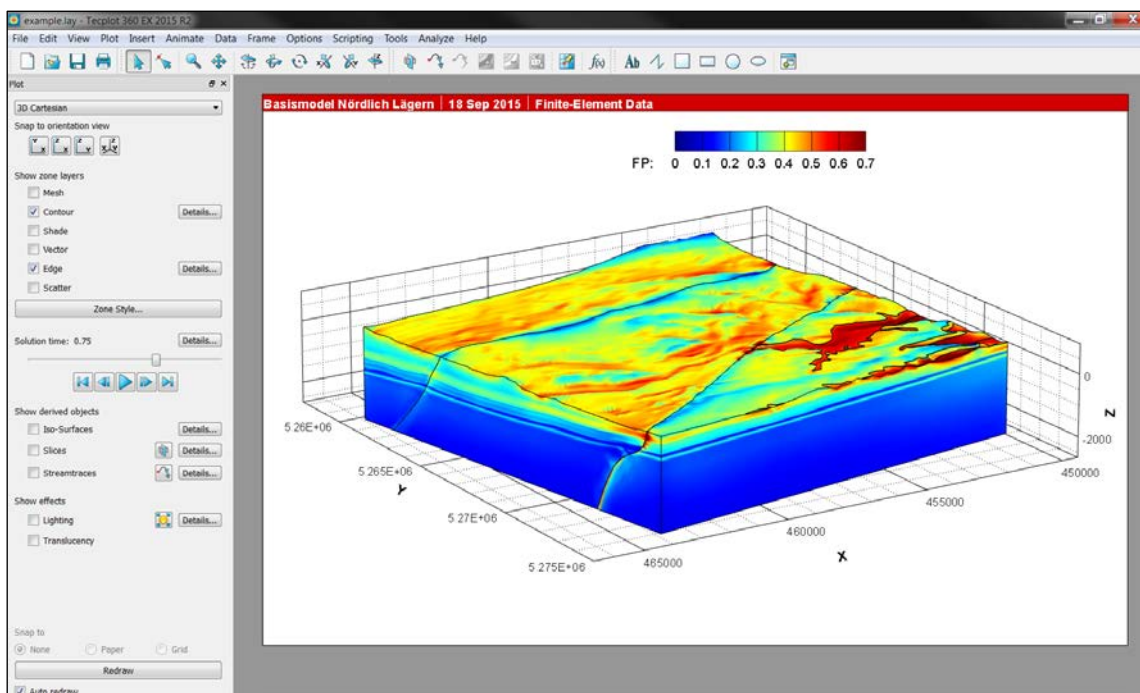 example.lay - Tecplot 360 EX 2015 R2
File Edit View Plot Insert Animate Data Frame Options Scripting Tools Analyze Help
Plot
3D Cartesian
Snap to orientation view
Show zone layers
Mesh
Contour Details...
Shade
Vector
Edge Details...
Scatter
Zone Style...
Solution time: 0.75 Details...
Show derived objects
Iso-Surfaces Details...
Slices Details...
Streamtraces Details...
Show effects
Lighting Details...
Translucency
Snap to
None Paper Grid
Redraw
Auto redraw
Basismodel Nördlich Lägern | 18 Sep 2015 | Finite-Element Data
FP: 0 0.1 0.2 0.3 0.4 0.5 0.6 0.7
0
Z
-2000
5.26E+06
5.265E+06
Y
5.27E+06
5.275E+06
465000
460000
X
455000
450000